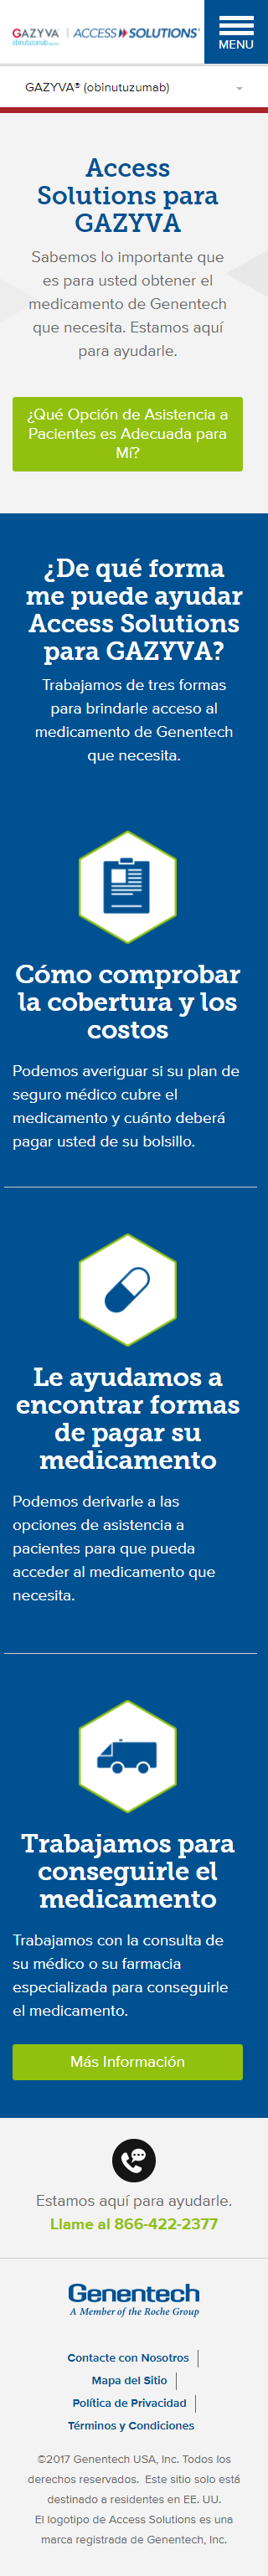 GAZYVA®
obinutuzumab
ACCESS SOLUTIONS®
MENU
GAZYVA® (obinutuzumab)
Access
Solutions para
GAZYVA
Sabemos lo importante que
es para usted obtener el
medicamento de Genentech
que necesita. Estamos aquí
para ayudarle.
¿Qué Opción de Asistencia a
Pacientes es Adecuada para
Mí?
¿De qué forma
me puede ayudar
Access Solutions
para GAZYVA?
Trabajamos de tres formas
para brindarle acceso al
medicamento de Genentech
que necesita.
Cómo comprobar
la cobertura y los
costos
Podemos averiguar si su plan de
seguro médico cubre el
medicamento y cuánto deberá
pagar usted de su bolsillo.
Le ayudamos a
encontrar formas
de pagar su
medicamento
Podemos derivarle a las
opciones de asistencia a
pacientes para que pueda
acceder al medicamento que
necesita.
Trabajamos para
conseguirle el
medicamento
Trabajamos con la consulta de
su médico o su farmacia
especializada para conseguirle
el medicamento.
Más Información
Estamos aquí para ayudarle.
Llame al 866-422-2377
Genentech
A Member of the Roche Group
Contacte con Nosotros
Mapa del Sitio
Política de Privacidad
Términos y Condiciones
©2017 Genentech USA, Inc. Todos los
derechos reservados. Este sitio solo está
destinado a residentes en EE. UU.
El logotipo de Access Solutions es una
marca registrada de Genentech, Inc.